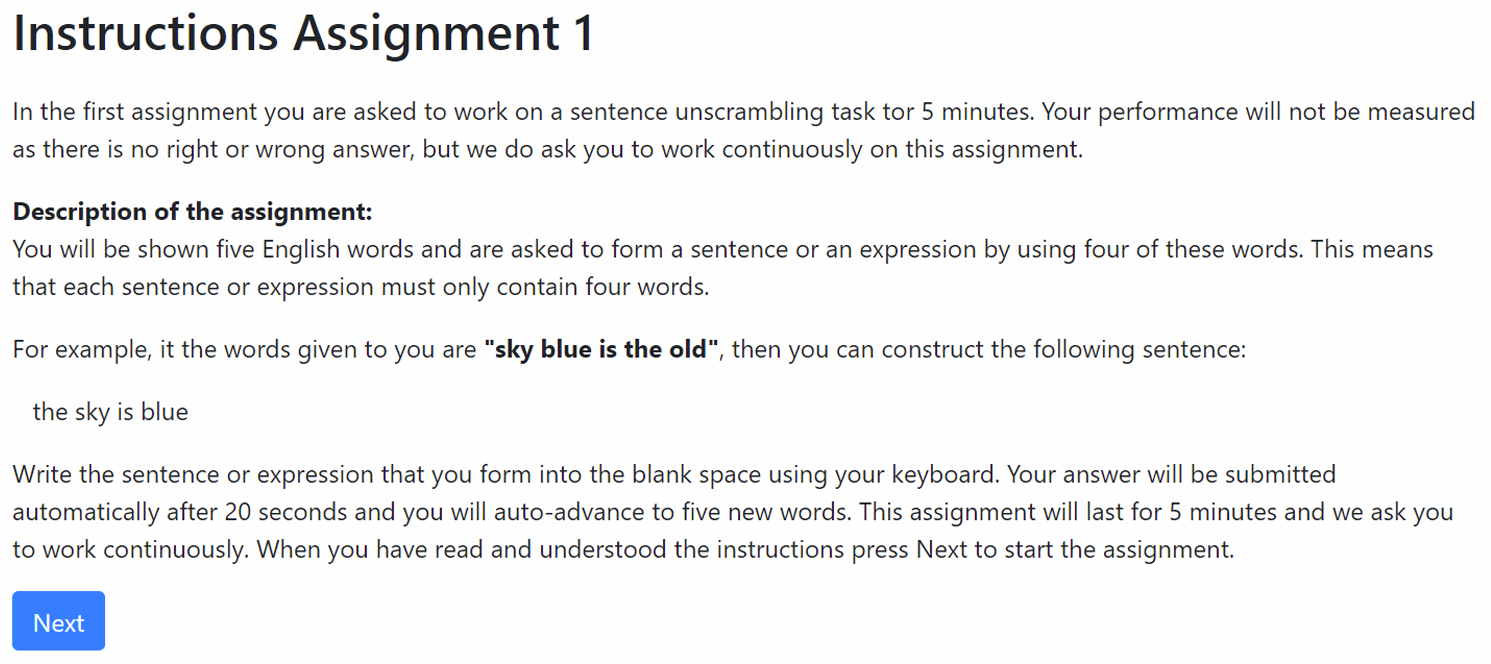 Instructions Assignment 1
In the first assignment you are asked to work on a sentence unscrambling task tor 5 minutes. Your performance will not be measured
as there is no right or wrong answer, but we do ask you to work continuously on this assignment.
Description of the assignment:
You will be shown five English words and are asked to form a sentence or an expression by using four of these words. This means
that each sentence or expression must only contain four words.
For example, it the words given to you are "sky blue is the old", then you can construct the following sentence:
the sky is blue
Write the sentence or expression that you form into the blank space using your keyboard. Your answer will be submitted
automatically after 20 seconds and you will auto-advance to five new words. This assignment will last for 5 minutes and we ask you
to work continuously. When you have read and understood the instructions press Next to start the assignment.
Next